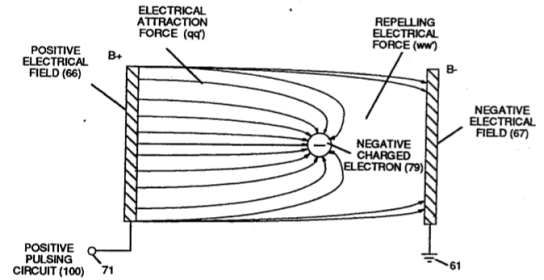 ELECTRICAL
ATTRACTION
FORCE (qq')
REPELLING
ELECTRICAL
FORCE (ww')
POSITIVE
ELECTRICAL
FIELD (66)
B+
B-
NEGATIVE
ELECTRICAL
FIELD (67)
NEGATIVE
CHARGED
ELECTRON (79)
POSITIVE
PULSING
CIRCUIT (100)
71
61